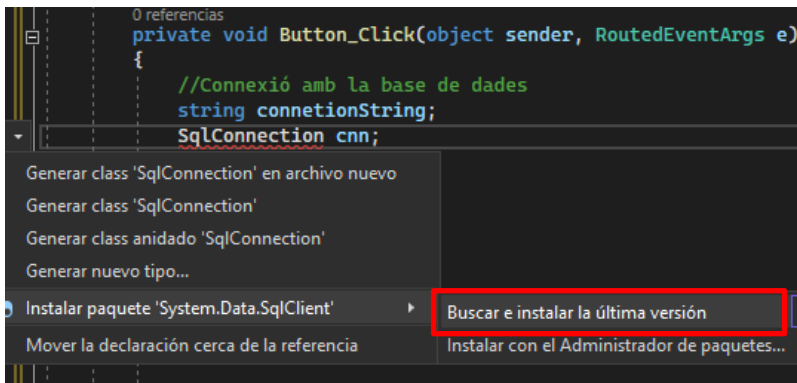 0 referencias
private void Button_Click(object sender, RoutedEventArgs e)
{
//Connexió amb la base de dades
string connetionString;
SqlConnection cnn;
Generar class 'SqlConnection' en archivo nuevo
Generar class 'SqlConnection'
Generar class anidado 'SqlConnection'
Generar nuevo tipo...
Instalar paquete 'System.Data.SqlClient'
Buscar e instalar la última versión
Mover la declaración cerca de la referencia
Instalar con el Administrador de paquetes...